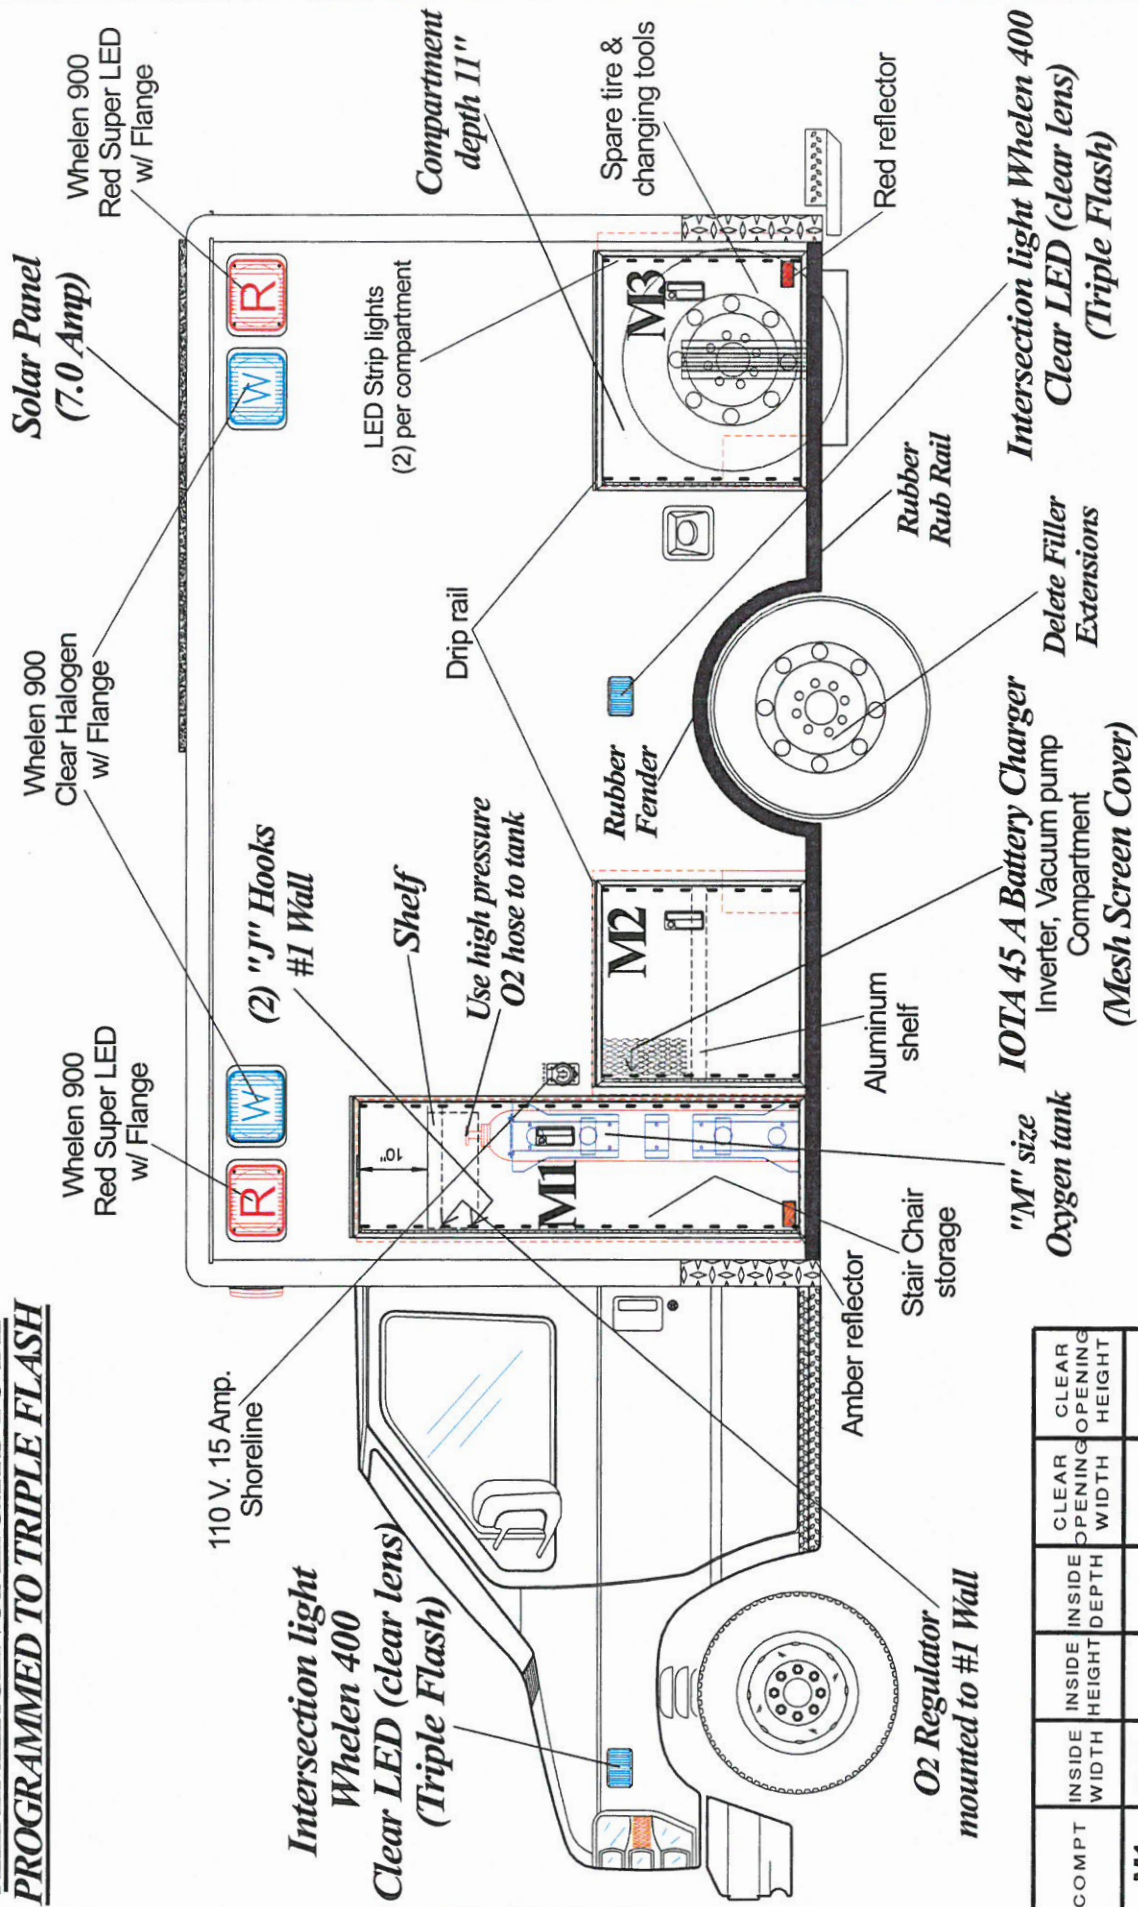 PROGRAMMED TO TRIPLE FLASH
Solar Panel
(7.0 Amp)
Whelen 900
Red Super LED
w/ Flange
Whelen 900
Clear Halogen
w/ Flange
Whelen 900
Red Super LED
w/ Flange
R
W
W
R
110 V. 15 Amp.
Shoreline
(2) "J" Hooks
#1 Wall
Shelf
Use high pressure
O2 hose to tank
Drip rail
LED Strip lights
(2) per compartment
Compartment
depth 11"
Spare tire &
changing tools
Red reflector
10"
M1
M2
M3
Rubber
Fender
Intersection light
Whelen 400
Clear LED (clear lens)
(Triple Flash)
O2 Regulator
mounted to #1 Wall
Amber reflector
Stair Chair
storage
Aluminum
shelf
"M" size
Oxygen tank
IOTA 45 A Battery Charger
Inverter, Vacuum pump
Compartment
(Mesh Screen Cover)
Delete Filler
Extensions
Rubber
Rub Rail
Intersection light Whelen 400
Clear LED (clear lens)
(Triple Flash)
COMPT
INSIDE
WIDTH
INSIDE
HEIGHT
INSIDE
DEPTH
CLEAR
OPENING
WIDTH
CLEAR
OPENING
HEIGHT
M1